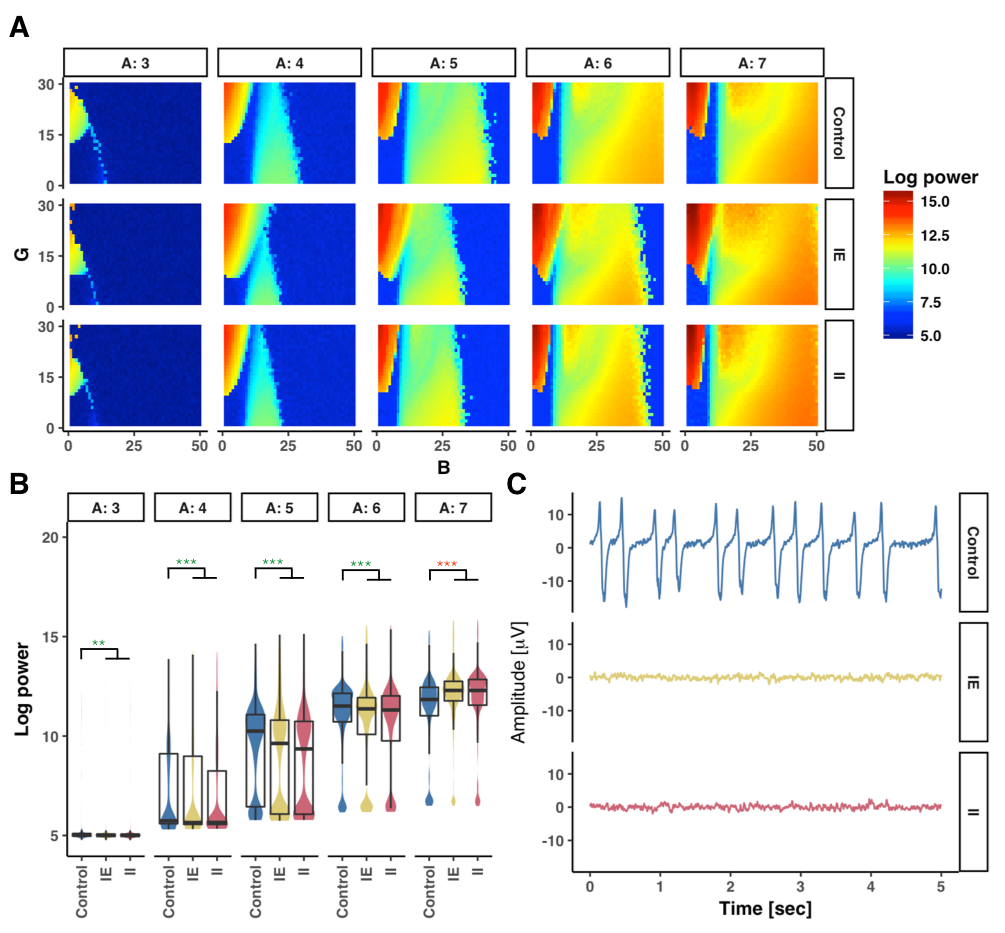 A
A: 3 A: 4 A: 5 A: 6 A: 7
30
15
0
Control
30
15
0
IE
30
15
0
II
G
0 25 50 0 25 50 0 25 50 0 25 50 0 25 50
B
Log power
15.0
12.5
10.0
7.5
5.0
B
A: 3 A: 4 A: 5 A: 6 A: 7
20
15
10
5
Log power
** *** *** *** ***
Control IE II Control IE II Control IE II Control IE II Control IE II
C
10
0
-10
Control
10
0
-10
IE
10
0
-10
II
Amplitude [μV]
0 1 2 3 4 5
Time [sec]